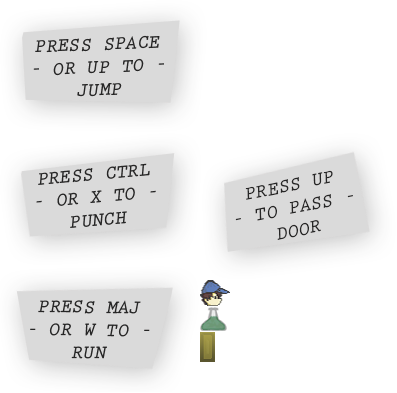 PRESS SPACE
- OR UP TO -
JUMP
PRESS CTRL
- OR X TO -
PUNCH
PRESS UP
- TO PASS -
DOOR
PRESS MAJ
- OR W TO -
RUN